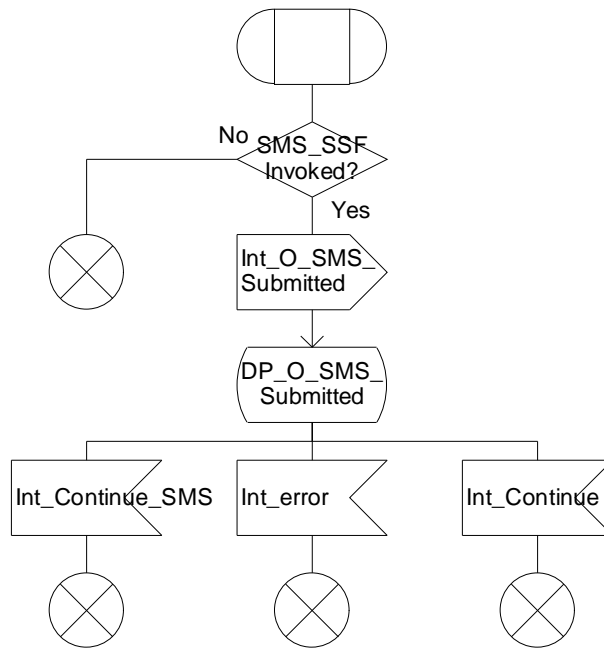 No
SMS_SSF
Invoked?
Yes
Int_O_SMS_
Submitted
DP_O_SMS_
Submitted
Int_Continue_SMS
Int_error
Int_Continue